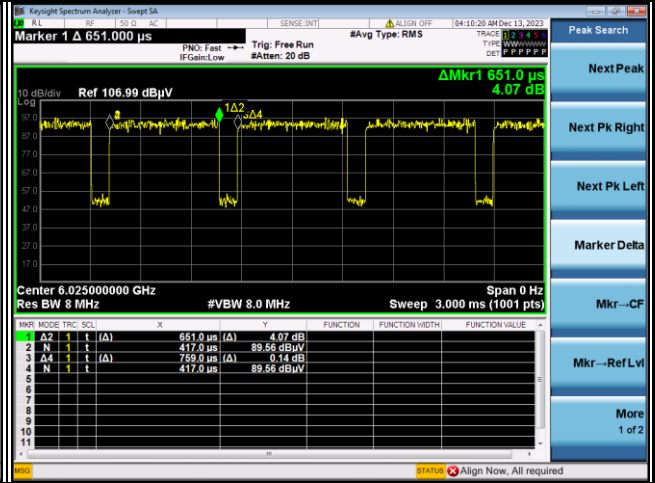 Keysight Spectrum Analyzer - Swept SA
RL RF 50 Ω AC SENSE:INT ALIGN OFF 04:10:20 AM Dec 13, 2023
Marker 1 Δ 651.000 µs
PNO: Fast
IFGain:Low
Trig: Free Run
#Atten: 20 dB
#Avg Type: RMS
TRACE 1 2 3 4 5 6
TYPE WWWWWW
DET P P P P P P
ΔMkr1 651.0 µs
4.07 dB
10 dB/div Ref 106.99 dBµV
Log
97.0
87.0
77.0
67.0
57.0
47.0
37.0
27.0
17.0
1Δ2
3Δ4
Center 6.025000000 GHz Span 0 Hz
Res BW 8 MHz #VBW 8.0 MHz Sweep 3.000 ms (1001 pts)
MKR MODE TRC SCL X Y FUNCTION FUNCTION WIDTH FUNCTION VALUE
1 Δ2 1 t (Δ) 651.0 µs (Δ) 4.07 dB
2 N 1 t 417.0 µs 89.56 dBµV
3 Δ4 1 t (Δ) 759.0 µs (Δ) 0.14 dB
4 N 1 t 417.0 µs 89.56 dBµV
5
6
7
8
9
10
11
MSG STATUS Align Now, All required
Peak Search
Next Peak
Next Pk Right
Next Pk Left
Marker Delta
Mkr→CF
Mkr→Ref Lvl
More
1 of 2